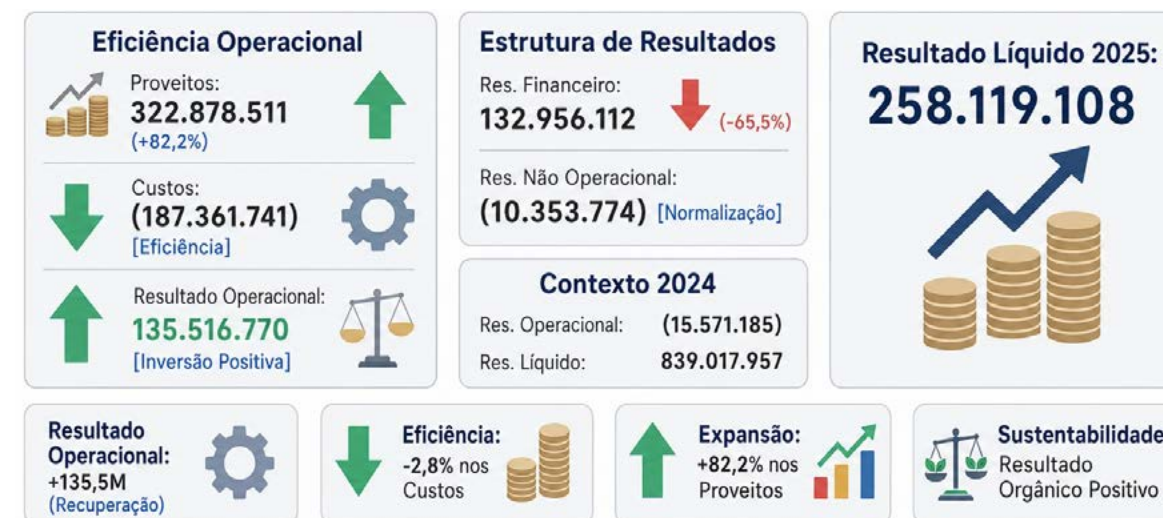 Eficiência Operacional
Proveitos:
322.878.511
(+82,2%)
Custos:
(187.361.741)
[Eficiência]
Resultado Operacional:
135.516.770
[Inversão Positiva]
Estrutura de Resultados
Res. Financeiro:
132.956.112 (-65,5%)
Res. Não Operacional:
(10.353.774) [Normalização]
Contexto 2024
Res. Operacional: (15.571.185)
Res. Líquido: 839.017.957
Resultado Líquido 2025:
258.119.108
Resultado
Operacional:
+135,5M
(Recuperação)
Eficiência:
-2,8% nos
Custos
Expansão:
+82,2% nos
Proveitos
Sustentabilidade
Resultado
Orgânico Positivo